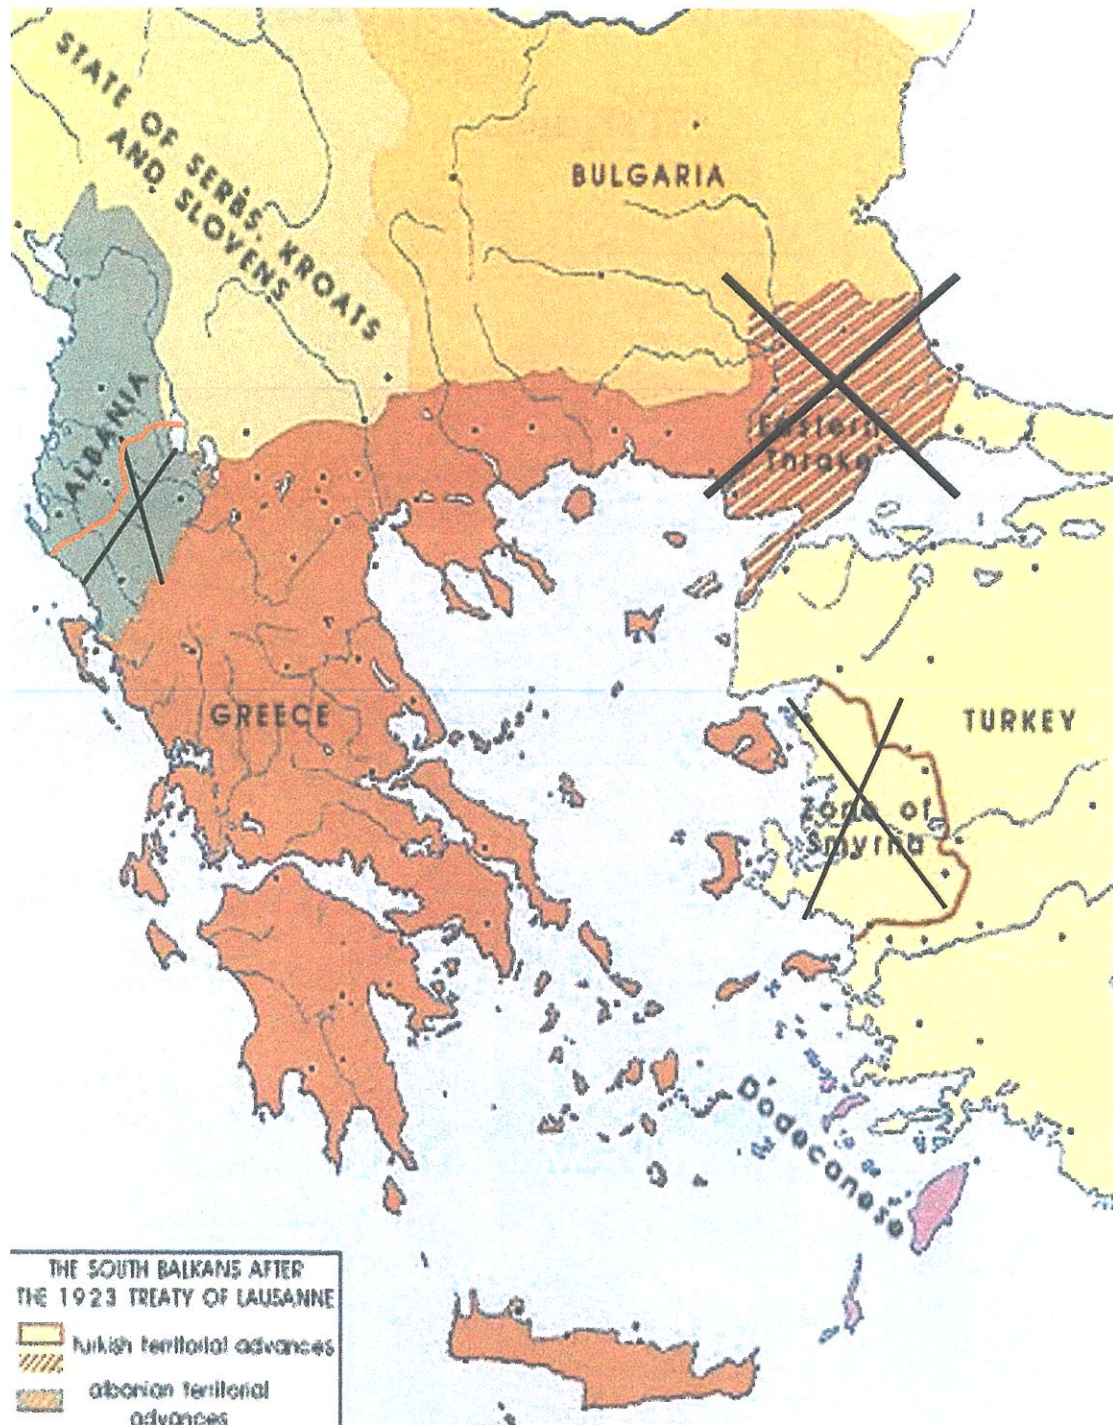 STATE OF SERBS, KROATS
AND SLOVENS
BULGARIA
ALBANIA
Eastern
Thrake
GREECE
TURKEY
Zone of
Smyrna
Dodecanese
THE SOUTH BALKANS AFTER
THE 1923 TREATY OF LAUSANNE
turkish territorial advances
albanian territorial
advances